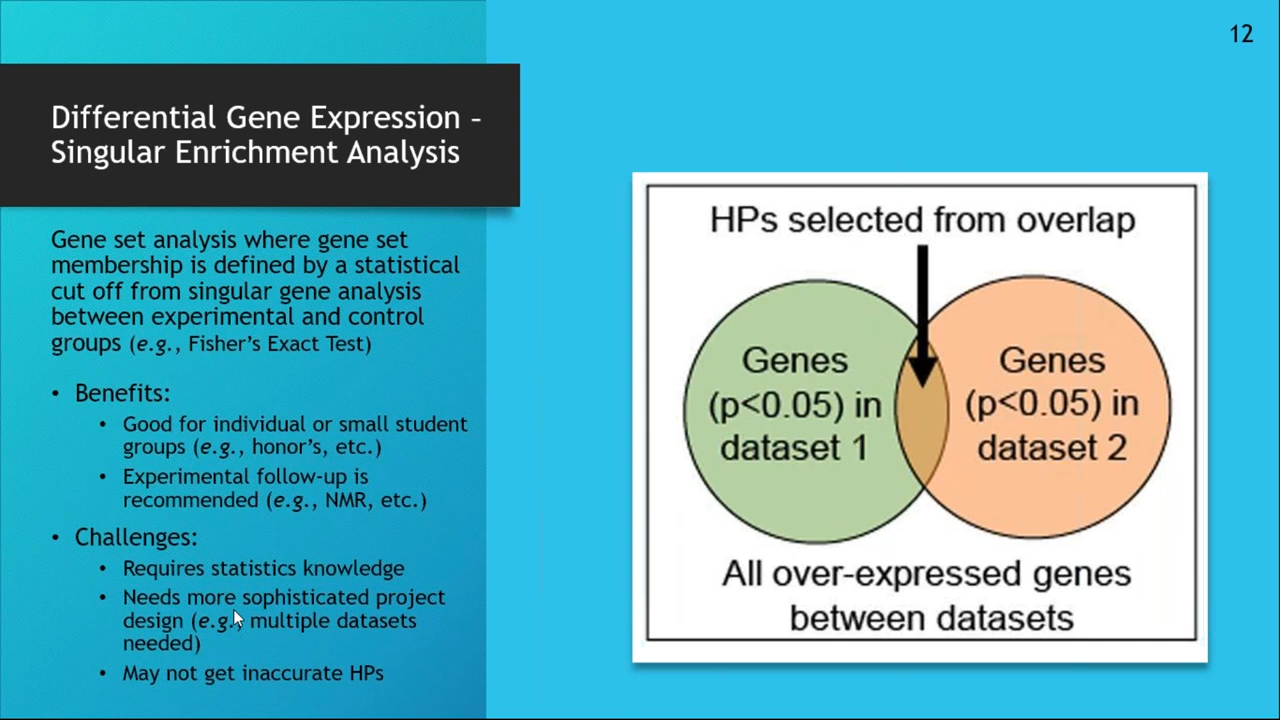 12
Differential Gene Expression –
Singular Enrichment Analysis
Gene set analysis where gene set
membership is defined by a statistical
cut off from singular gene analysis
between experimental and control
groups (e.g., Fisher's Exact Test)
• Benefits:
• Good for individual or small student
groups (e.g., honor's, etc.)
• Experimental follow-up is
recommended (e.g., NMR, etc.)
• Challenges:
• Requires statistics knowledge
• Needs more sophisticated project
design (e.g., multiple datasets
needed)
• May not get inaccurate HPs
HPs selected from overlap
Genes
(p<0.05) in
dataset 1
Genes
(p<0.05) in
dataset 2
All over-expressed genes
between datasets